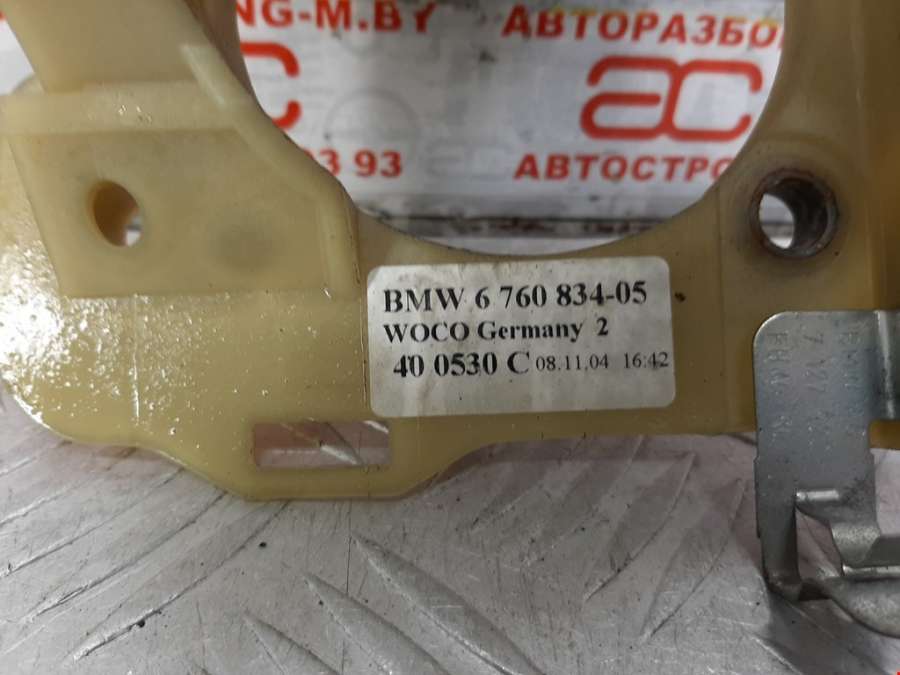 NG-M.BY
АВТОРАЗБО
ac
3 93
АВТОСТРО
BMW 6 760 834-05
WOCO Germany 2
40 0530 C 08.11.04 16:42